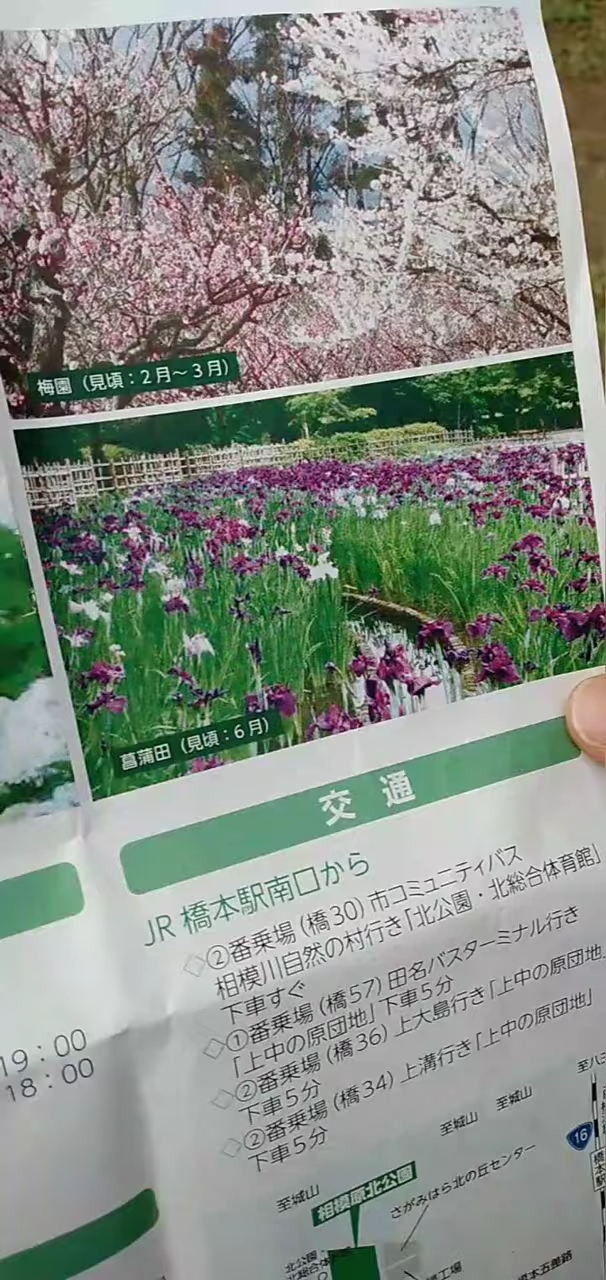 梅園（見頃：2月～3月）
菖蒲田（見頃：6月）
交通
JR 橋本駅南口から
◇②番乗場（橋30）市コミュニティバス
相模川自然の村行き「北公園・北総合体育館」
下車すぐ
◇①番乗場（橋57）田名バスターミナル行き
「上中の原団地」下車5分
◇②番乗場（橋36）上大島行き「上中の原団地
下車5分
◇②番乗場（橋34）上溝行き「上中の原団地」
下車5分
19：00
18：00
至城山
至城山
至城山
相模原北公園
さがみはら北の丘センター
16
北公園
工場